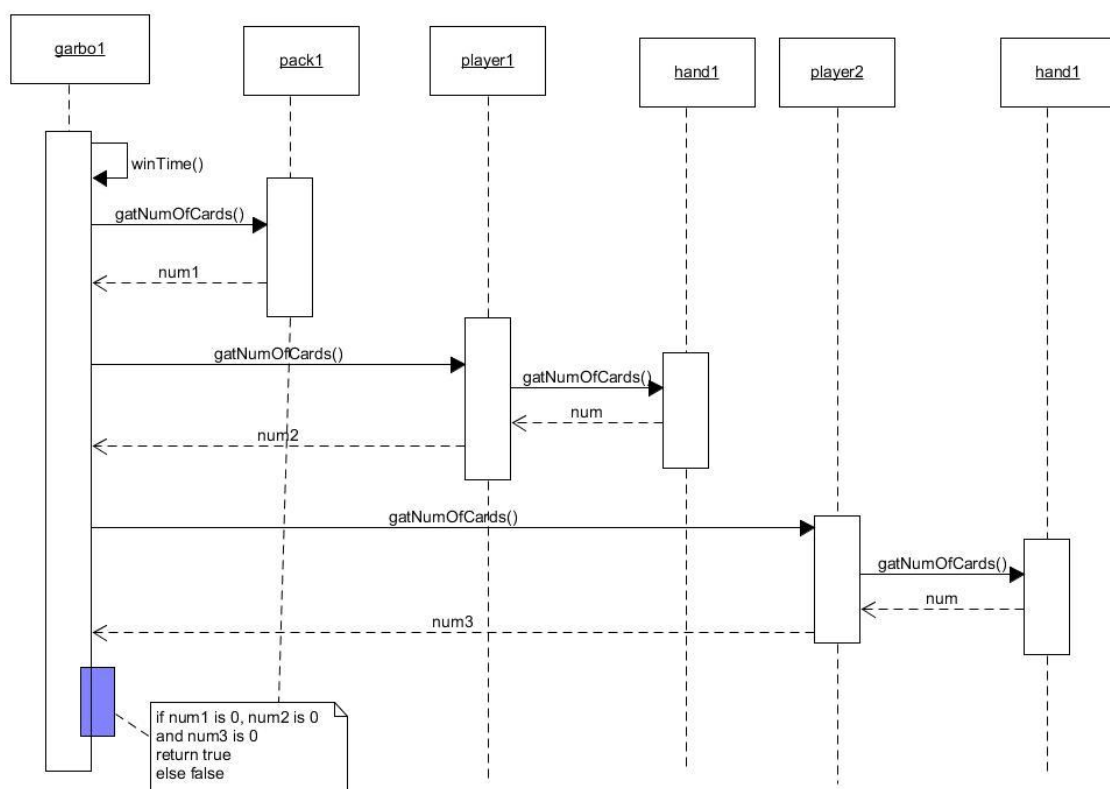 garbo1
pack1
player1
hand1
player2
hand1
winTime()
gatNumOfCards()
num1
gatNumOfCards()
gatNumOfCards()
num
num2
gatNumOfCards()
gatNumOfCards()
num
num3
if num1 is 0, num2 is 0
and num3 is 0
return true
else false